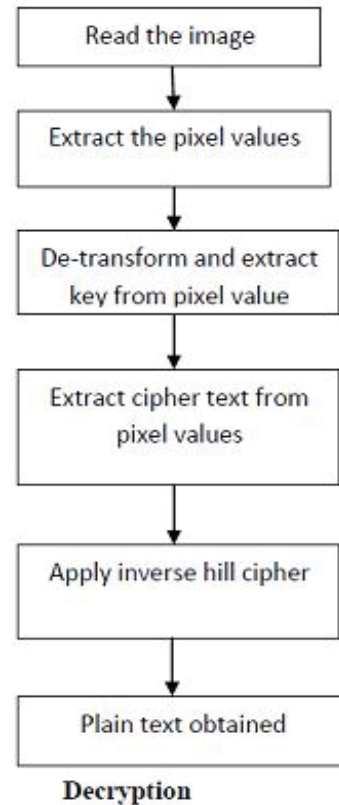 Read the image
Extract the pixel values
De-transform and extract
key from pixel value
Extract cipher text from
pixel values
Apply inverse hill cipher
Plain text obtained
Decryption